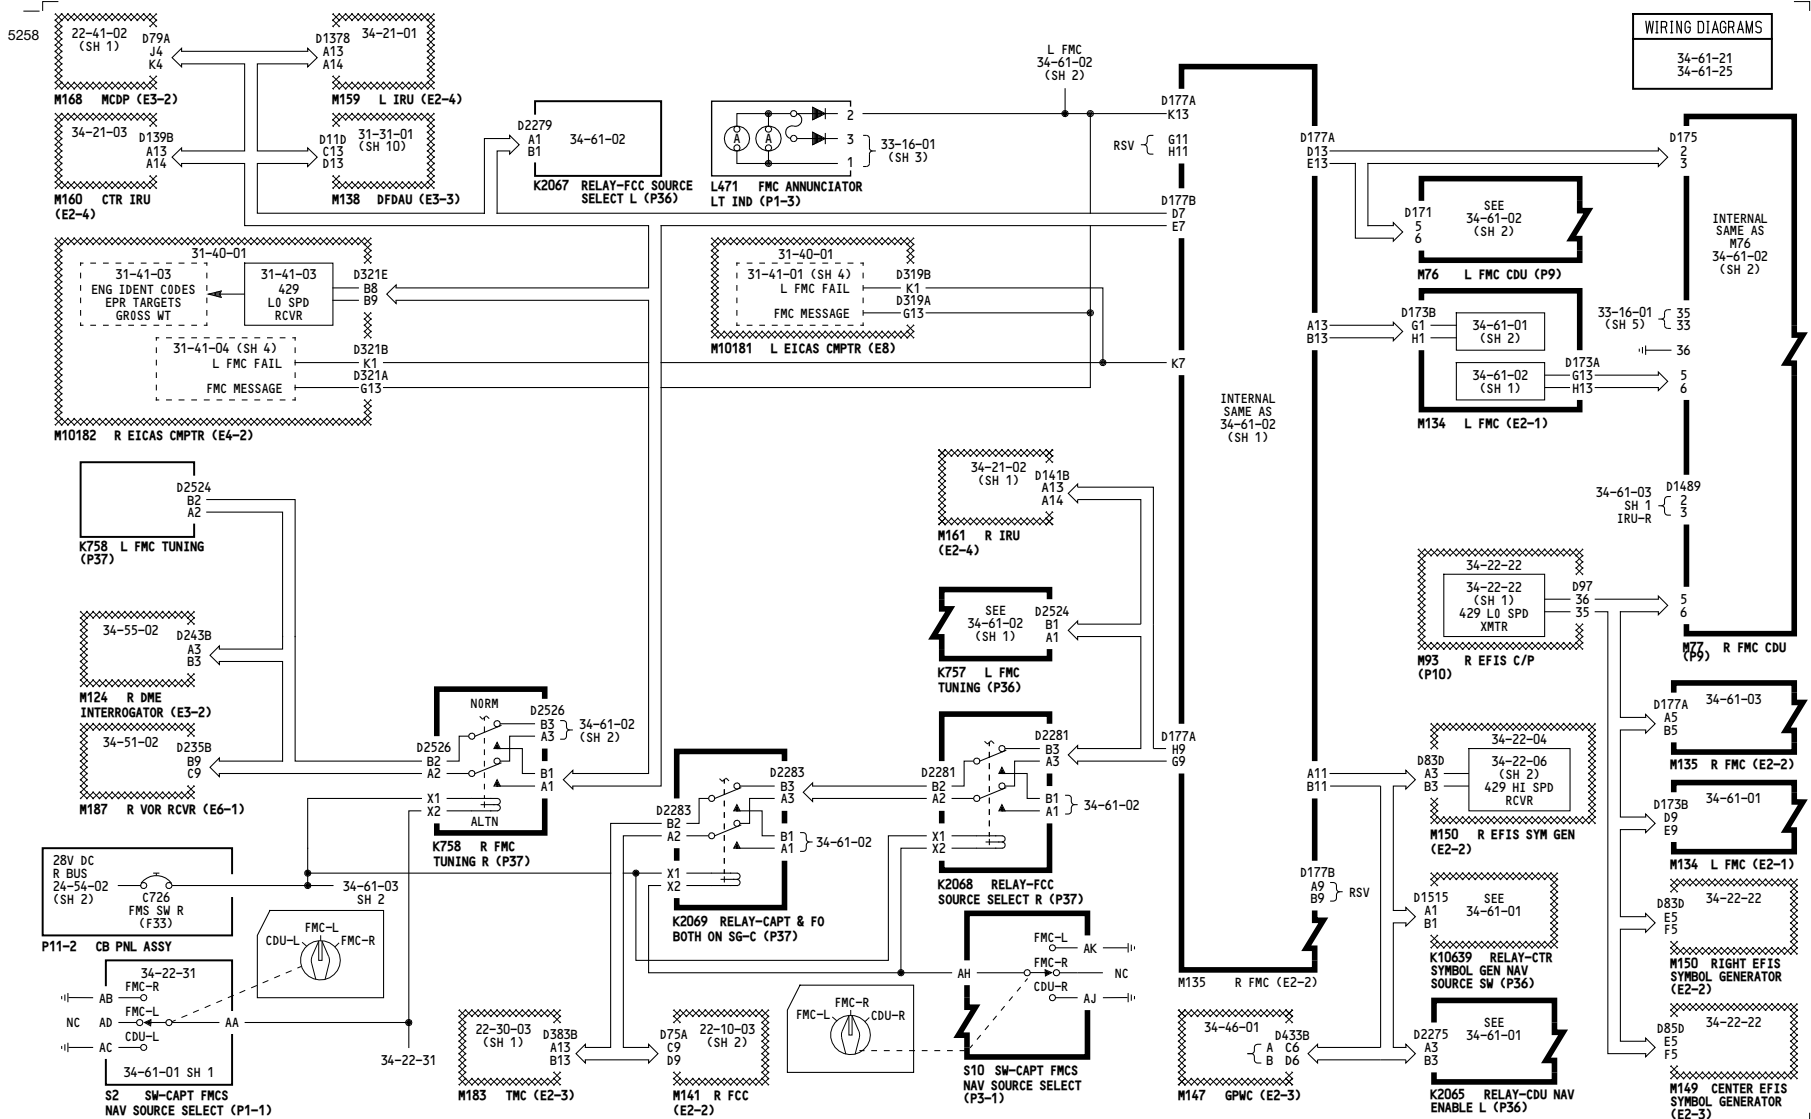 5258
22-41-02
(SH 1)
D79A
J4
K4
M168 MCDP (E3-2)
D1378
A13
A14
34-21-01
M159 L IRU (E2-4)
34-21-03
D139B
A13
A14
M160 CTR IRU
(E2-4)
D11D
C13
D13
31-31-01
(SH 10)
M138 DFDAU (E3-3)
D2279
A1
B1
34-61-02
K2067 RELAY-FCC SOURCE
SELECT L (P36)
A
A
2
3
1
33-16-01
(SH 3)
L471 FMC ANNUNCIATOR
LT IND (P1-3)
L FMC
34-61-02
(SH 2)
D177A
K13
RSV
G11
H11
D177B
D7
E7
K7
WIRING DIAGRAMS
34-61-21
34-61-25
D177A
D13
E13
D175
2
3
D171
5
6
SEE
34-61-02
(SH 2)
M76 L FMC CDU (P9)
INTERNAL
SAME AS
M76
34-61-02
(SH 2)
31-40-01
31-41-03
ENG IDENT CODES
EPR TARGETS
GROSS WT
31-41-03
429
LO SPD
RCVR
D321E
B8
B9
31-41-04 (SH 4)
L FMC FAIL
FMC MESSAGE
D321B
K1
D321A
G13
M10182 R EICAS CMPTR (E4-2)
31-40-01
31-41-01 (SH 4)
L FMC FAIL
FMC MESSAGE
D319B
K1
D319A
G13
M10181 L EICAS CMPTR (E8)
A13
B13
D173B
G1
H1
34-61-01
(SH 2)
34-61-02
(SH 1)
D173A
G13
H13
M134 L FMC (E2-1)
33-16-01
(SH 5)
35
33
36
5
6
INTERNAL
SAME AS
34-61-02
(SH 1)
D2524
B2
A2
K758 L FMC TUNING
(P37)
34-21-02
(SH 1)
D141B
A13
A14
M161 R IRU
(E2-4)
34-61-03
SH 1
IRU-R
D1489
2
3
SEE
34-61-02
(SH 1)
D2524
B1
A1
K757 L FMC
TUNING (P36)
34-22-22
34-22-22
(SH 1)
429 LO SPD
XMTR
D97
36
35
M93 R EFIS C/P
(P10)
5
6
M77 R FMC CDU
(P9)
34-55-02
D243B
A3
B3
M124 R DME
INTERROGATOR (E3-2)
34-51-02
D235B
B9
C9
M187 R VOR RCVR (E6-1)
NORM
D2526
B3
A3
34-61-02
(SH 2)
D2526
B2
A2
B1
A1
X1
X2
ALTN
K758 R FMC
TUNING R (P37)
D2283
B3
A3
D2283
B2
A2
B1
A1
34-61-02
X1
X2
K2069 RELAY-CAPT & FO
BOTH ON SG-C (P37)
D2281
B3
A3
D2281
B2
A2
B1
A1
34-61-02
X1
X2
K2068 RELAY-FCC
SOURCE SELECT R (P37)
D177A
H9
G9
A11
B11
D83D
A3
B3
34-22-04
34-22-06
(SH 2)
429 HI SPD
RCVR
M150 R EFIS SYM GEN
(E2-2)
D177A
A5
B5
34-61-03
M135 R FMC (E2-2)
D173B
D9
E9
34-61-01
M134 L FMC (E2-1)
D177B
A9
B9
RSV
M135 R FMC (E2-2)
D1515
A1
B1
SEE
34-61-01
K10639 RELAY-CTR
SYMBOL GEN NAV
SOURCE SW (P36)
D83D
E5
F5
34-22-22
M150 RIGHT EFIS
SYMBOL GENERATOR
(E2-2)
28V DC
R BUS
24-54-02
(SH 2)
C726
FMS SW R
(F33)
P11-2 CB PNL ASSY
34-61-03
SH 2
FMC-L
CDU-L
FMC-R
34-22-31
FMC-R
AB
FMC-L
NC
AD
AA
CDU-L
AC
34-61-01 SH 1
S2 SW-CAPT FMCS
NAV SOURCE SELECT (P1-1)
34-22-31
22-30-03
(SH 1)
D383B
A13
B13
M183 TMC (E2-3)
D75A
C9
D9
22-10-03
(SH 2)
M141 R FCC
(E2-2)
FMC-R
FMC-L
CDU-R
FMC-L
AK
AH
FMC-R
NC
CDU-R
AJ
S10 SW-CAPT FMCS
NAV SOURCE SELECT
(P3-1)
34-46-01
D433B
A C6
B D6
M147 GPWC (E2-3)
D2275
A3
B3
SEE
34-61-01
K2065 RELAY-CDU NAV
ENABLE L (P36)
D85D
E5
F5
34-22-22
M149 CENTER EFIS
SYMBOL GENERATOR
(E2-3)